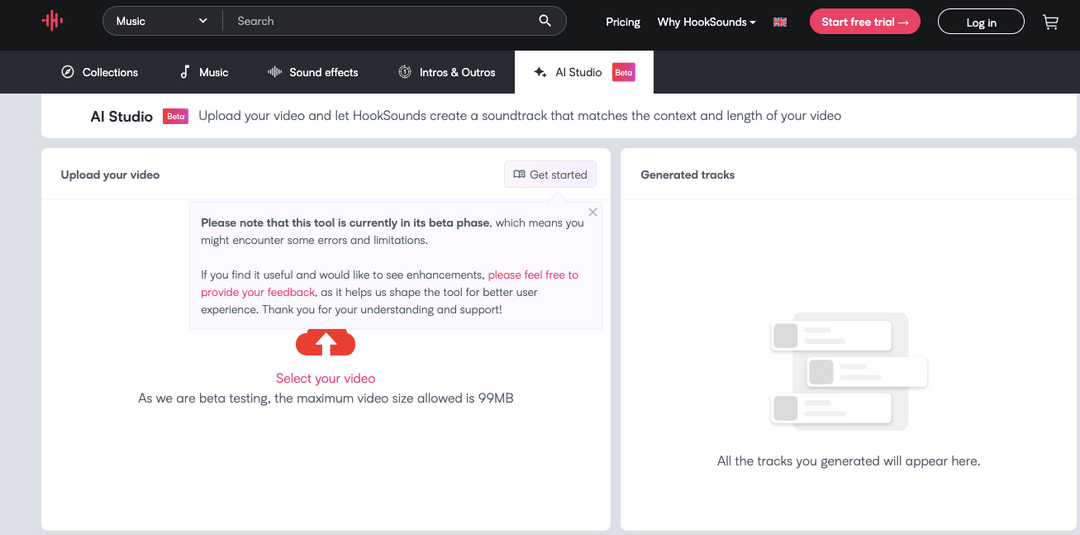 Music
Search
Pricing
Why HookSounds
Start free trial →
Log in
Collections
Music
Sound effects
Intros & Outros
AI Studio Beta
AI Studio Beta Upload your video and let HookSounds create a soundtrack that matches the context and length of your video
Upload your video
Get started
Please note that this tool is currently in its beta phase, which means you
might encounter some errors and limitations.
If you find it useful and would like to see enhancements, please feel free to
provide your feedback, as it helps us shape the tool for better user
experience. Thank you for your understanding and support!
Select your video
As we are beta testing, the maximum video size allowed is 99MB
Generated tracks
All the tracks you generated will appear here.